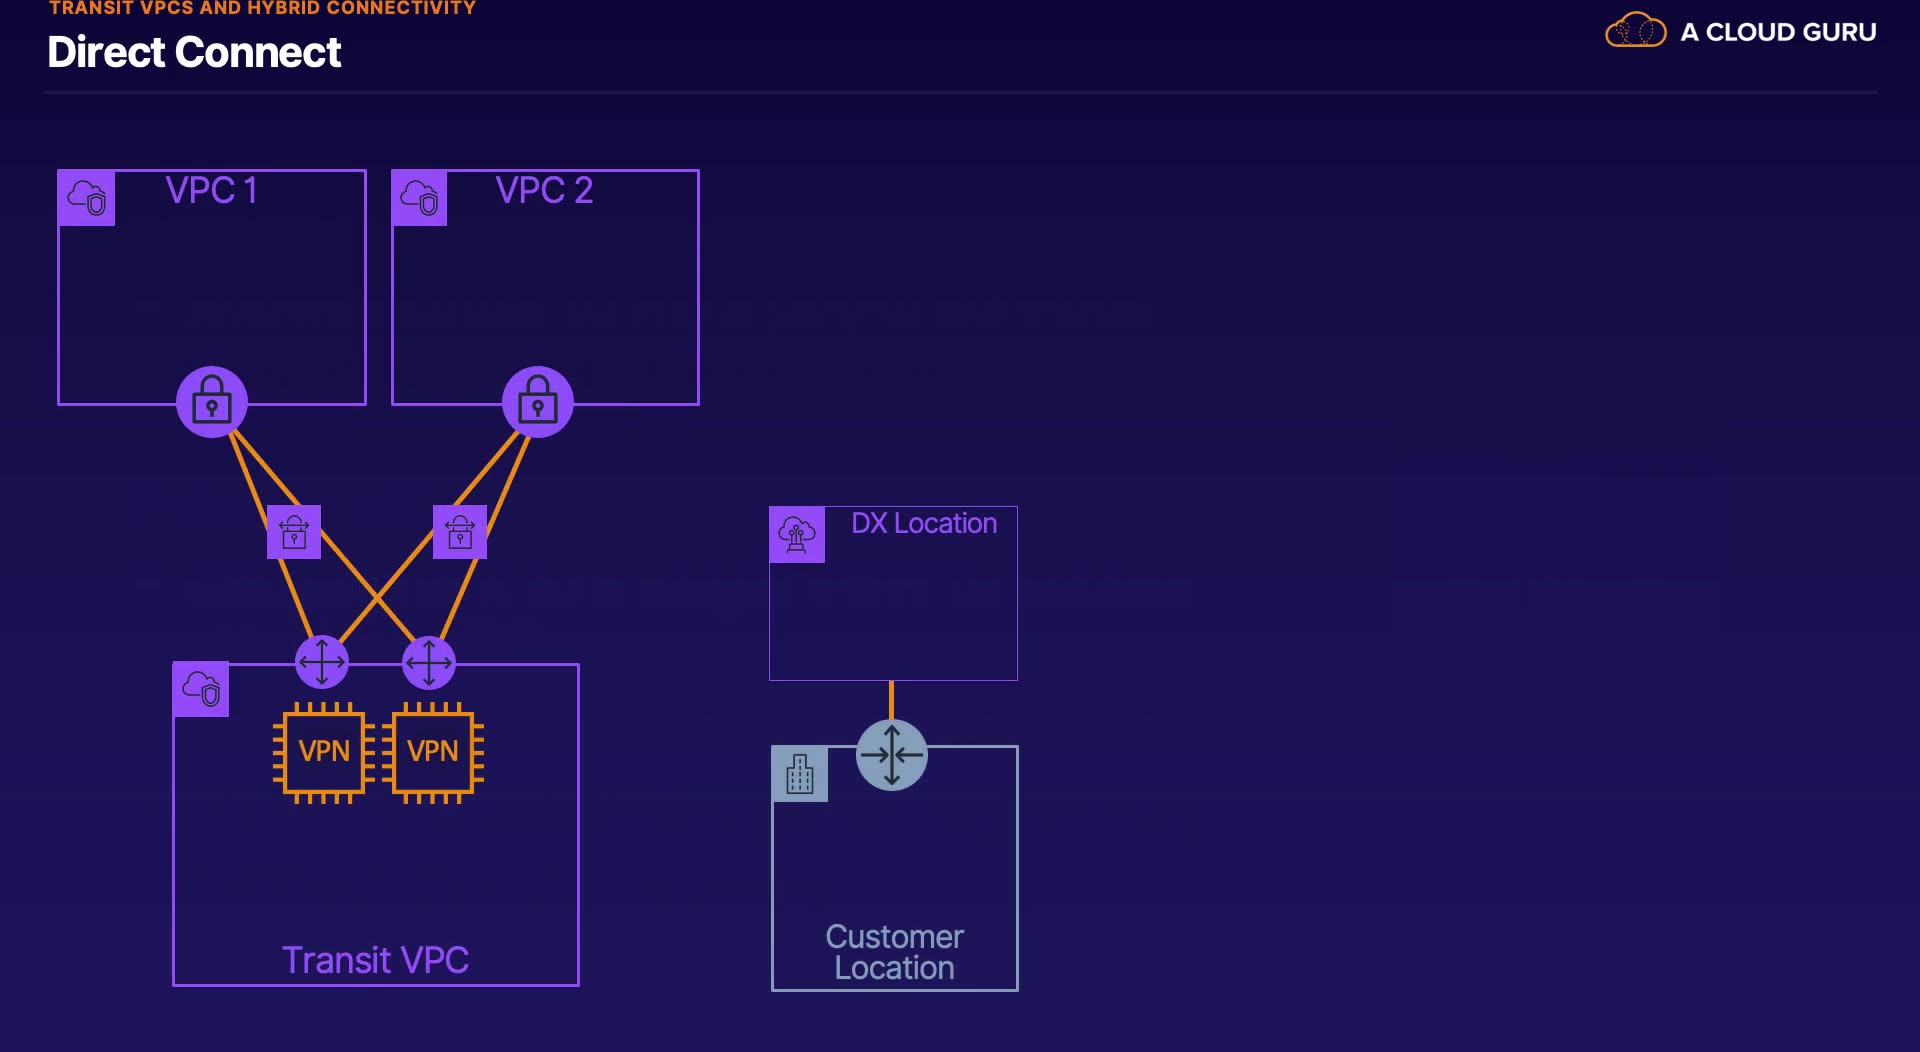 TRANSIT VPCS AND HYBRID CONNECTIVITY
Direct Connect
A CLOUD GURU
VPC 1
VPC 2
DX Location
VPN
VPN
Customer
Location
Transit VPC